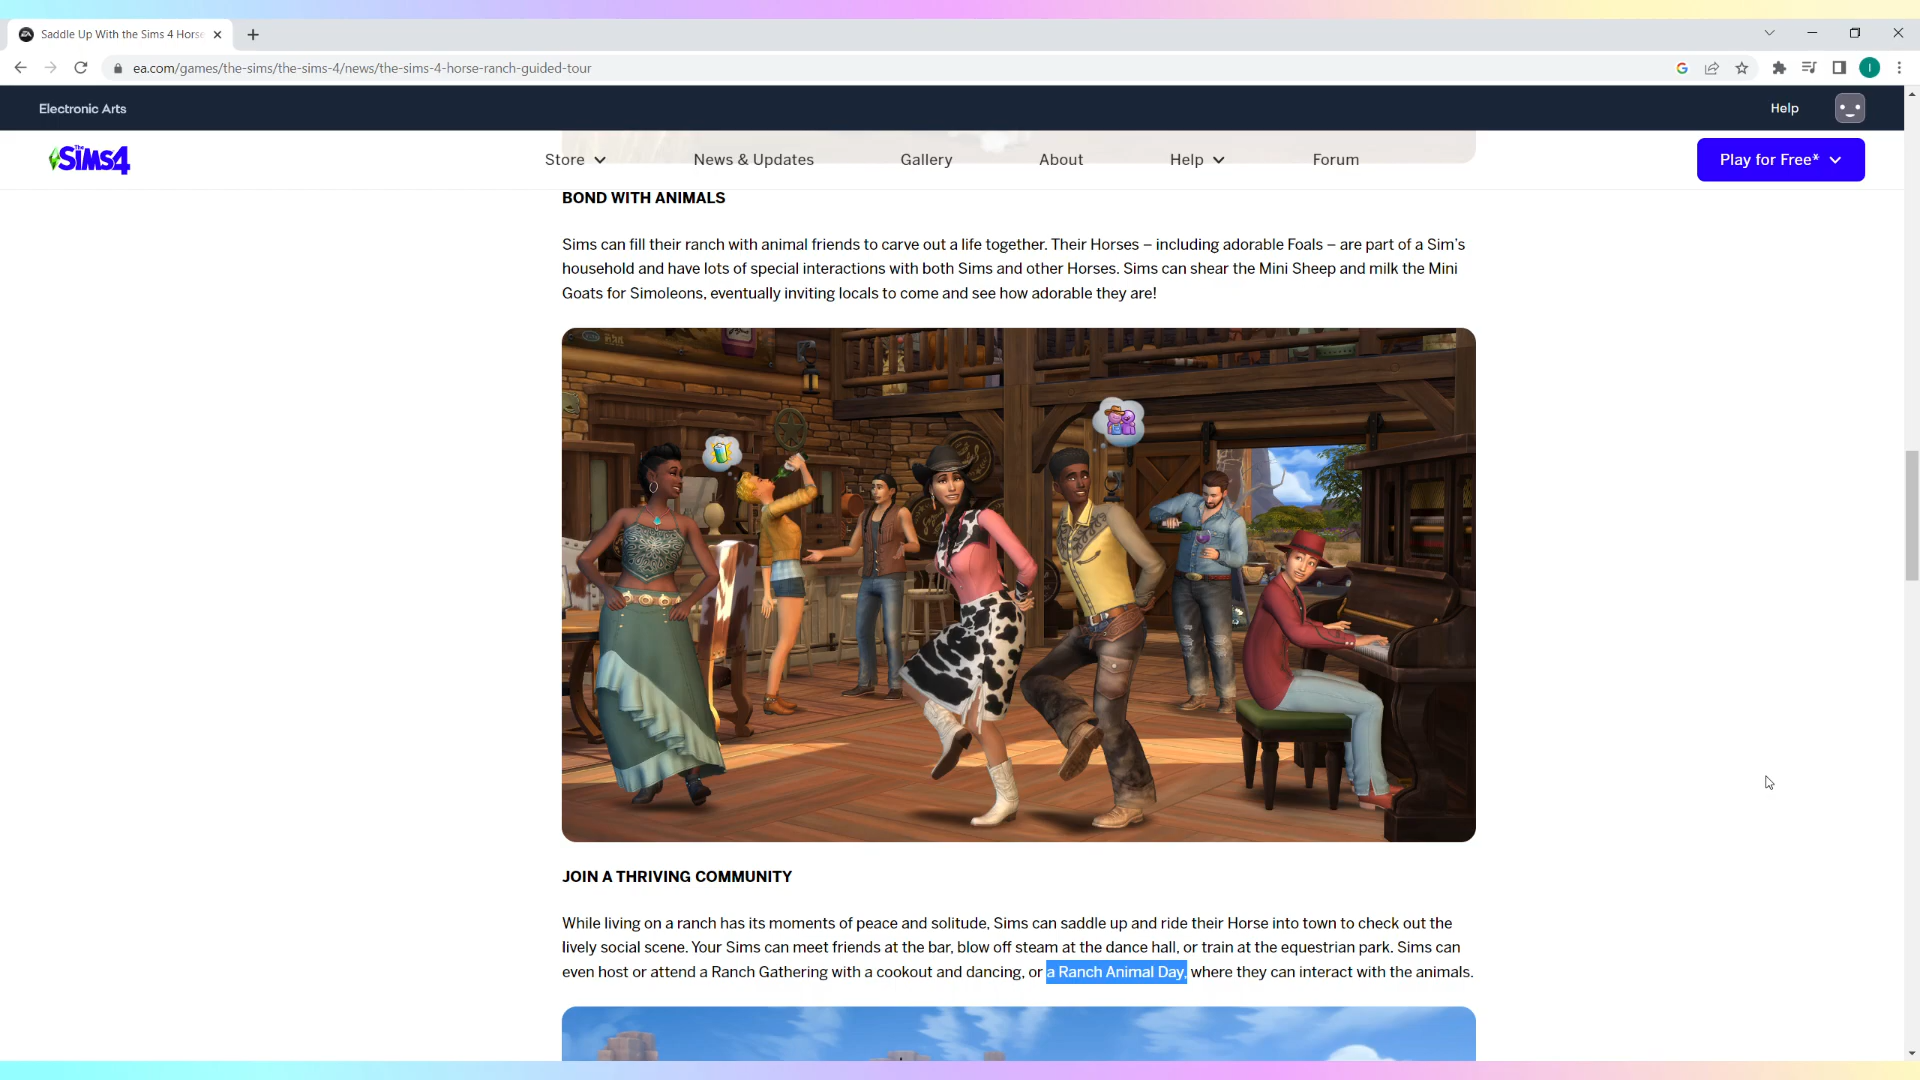 Saddle Up With the Sims 4 Horse
ea.com/games/the-sims/the-sims-4/news/the-sims-4-horse-ranch-guided-tour
I
Electronic Arts
Help
The SiMS4
Store
News & Updates
Gallery
About
Help
Forum
Play for Free*
BOND WITH ANIMALS
Sims can fill their ranch with animal friends to carve out a life together. Their Horses – including adorable Foals – are part of a Sim's
household and have lots of special interactions with both Sims and other Horses. Sims can shear the Mini Sheep and milk the Mini
Goats for Simoleons, eventually inviting locals to come and see how adorable they are!
JOIN A THRIVING COMMUNITY
While living on a ranch has its moments of peace and solitude, Sims can saddle up and ride their Horse into town to check out the
lively social scene. Your Sims can meet friends at the bar, blow off steam at the dance hall, or train at the equestrian park. Sims can
even host or attend a Ranch Gathering with a cookout and dancing, or a Ranch Animal Day, where they can interact with the animals.